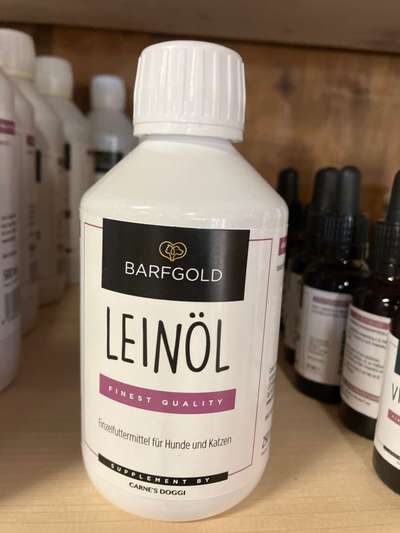 BARFGOLD
LEINÖL
FINEST QUALITY
Einzelfuttermittel für Hunde und Katzen
SUPPLEMENT BY
CARNE'S DOGGI